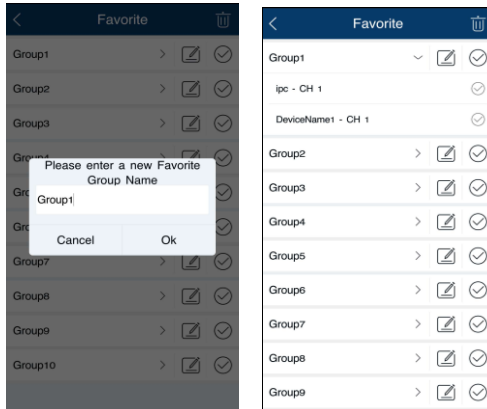 Favorite
Group1
Group2
Group3
Group4
Please enter a new Favorite
Group Name
Group1
Cancel Ok
Group7
Group8
Group9
Group10
Favorite
Group1
ipc - CH 1
DeviceName1 - CH 1
Group2
Group3
Group4
Group5
Group6
Group7
Group8
Group9